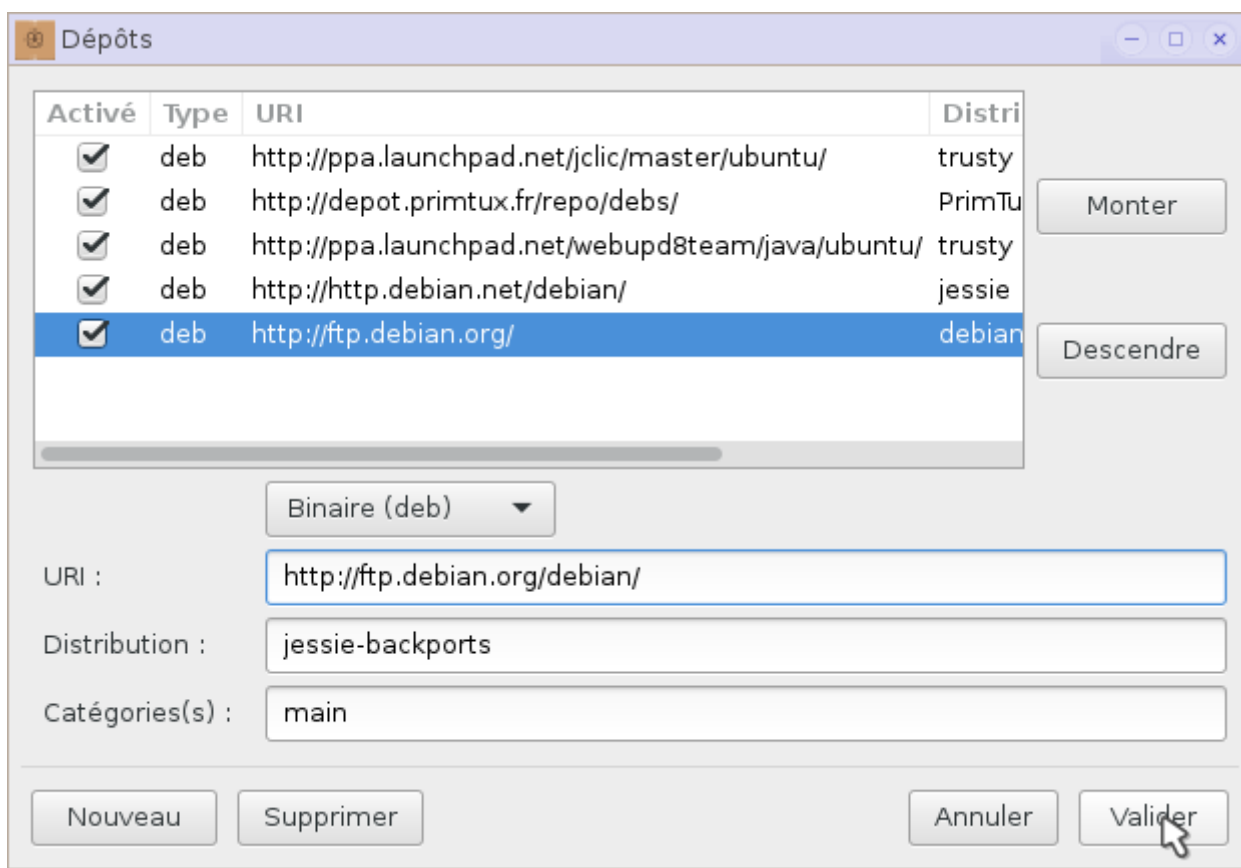 Dépôts
Activé Type URI Distri
deb http://ppa.launchpad.net/jclic/master/ubuntu/ trusty
deb http://depot.primtux.fr/repo/debs/ PrimTu
deb http://ppa.launchpad.net/webupd8team/java/ubuntu/ trusty
deb http://http.debian.net/debian/ jessie
deb http://ftp.debian.org/ debian
Monter
Descendre
Binaire (deb)
URI : http://ftp.debian.org/debian/
Distribution : jessie-backports
Catégories(s) : main
Nouveau Supprimer Annuler Valider